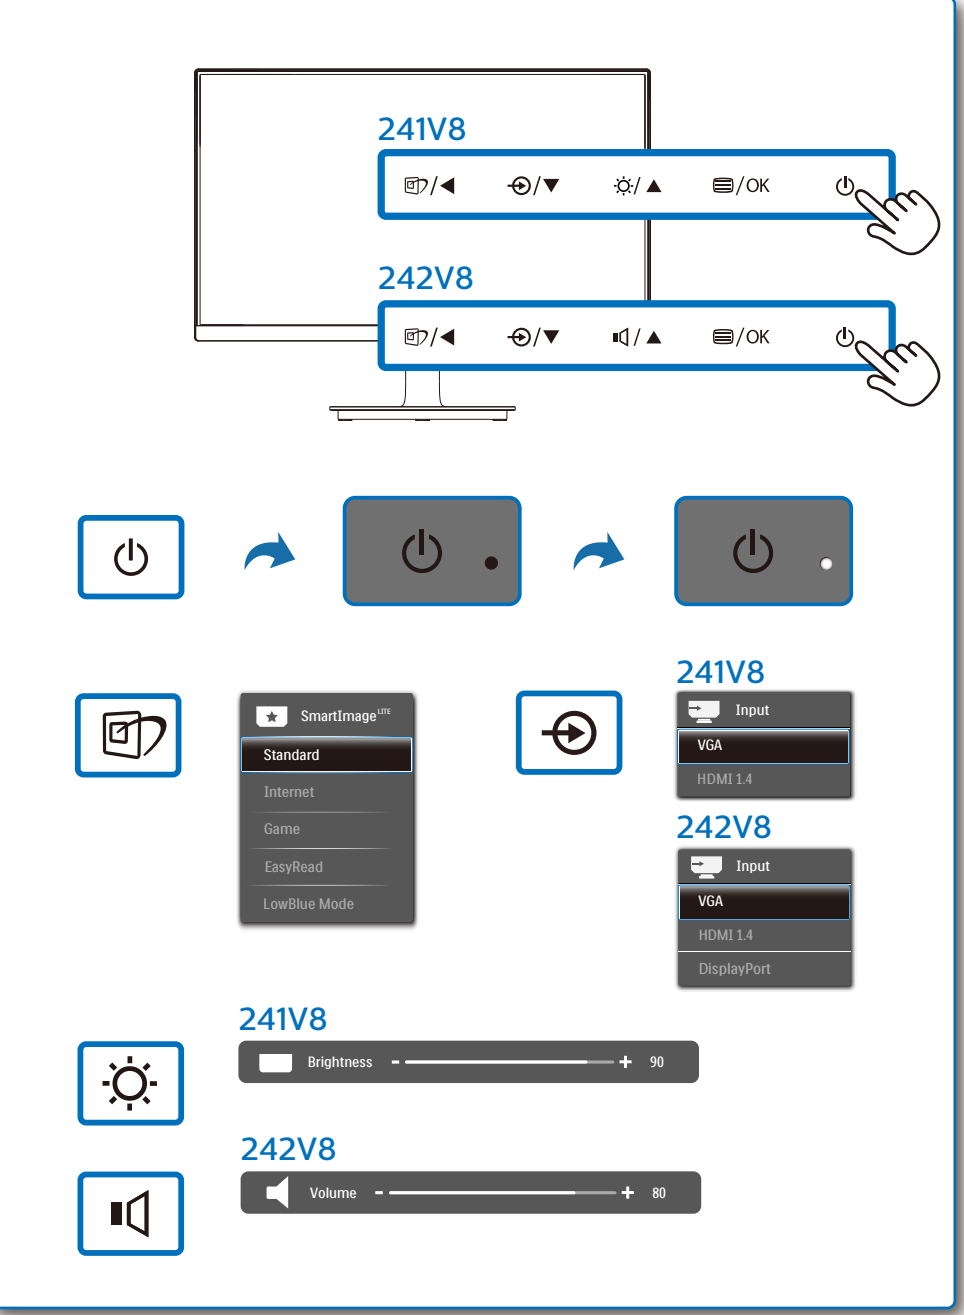 241V8
/OK
242V8
/OK
241V8
SmartImage LITE
Input
Standard
VGA
Internet
HDMI 1.4
Game
242V8
EasyRead
Input
LowBlue Mode
VGA
HDMI 1.4
DisplayPort
241V8
Brightness - + 90
242V8
Volume - + 80